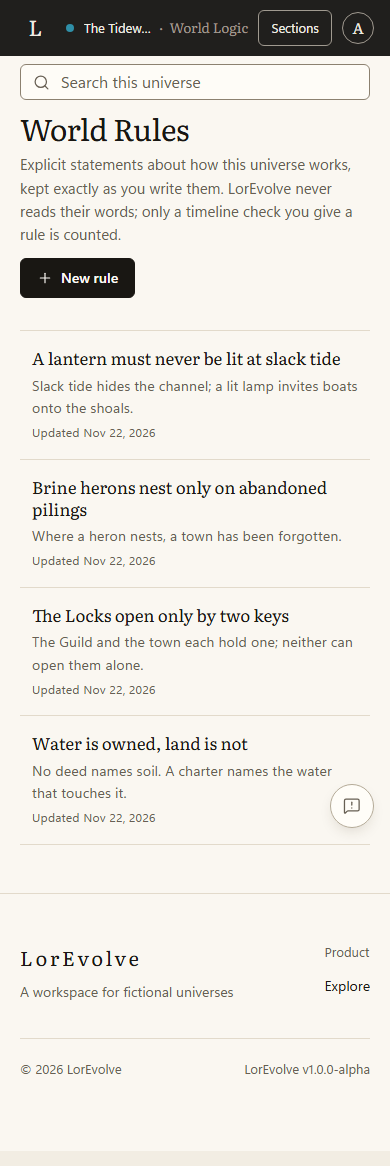 L The Tidew... · World Logic Sections A
Search this universe
World Rules
Explicit statements about how this universe works,
kept exactly as you write them. LorEvolve never
reads their words; only a timeline check you give a
rule is counted.
New rule
A lantern must never be lit at slack tide
Slack tide hides the channel; a lit lamp invites boats
onto the shoals.
Updated Nov 22, 2026
Brine herons nest only on abandoned
pilings
Where a heron nests, a town has been forgotten.
Updated Nov 22, 2026
The Locks open only by two keys
The Guild and the town each hold one; neither can
open them alone.
Updated Nov 22, 2026
Water is owned, land is not
No deed names soil. A charter names the water
that touches it.
Updated Nov 22, 2026
LorEvolve
A workspace for fictional universes
Product
Explore
© 2026 LorEvolve
LorEvolve v1.0.0-alpha